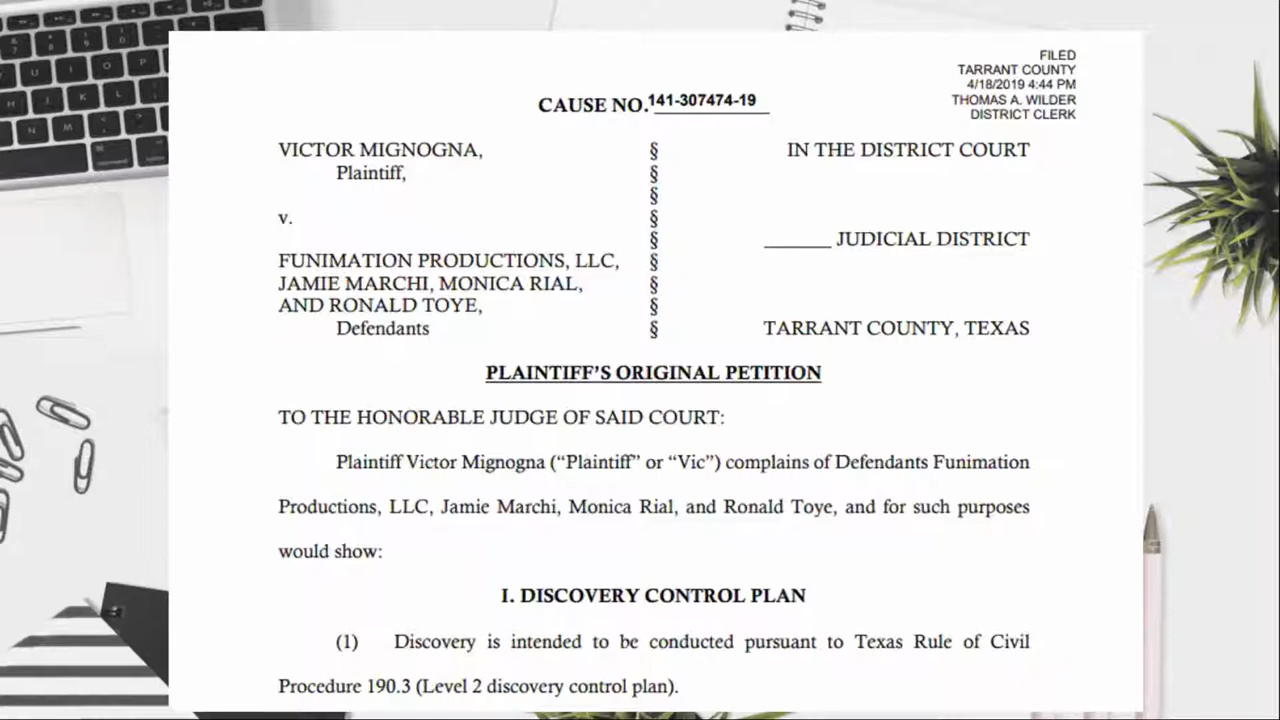 FILED
TARRANT COUNTY
4/18/2019 4:44 PM
THOMAS A. WILDER
DISTRICT CLERK
CAUSE NO.141-307474-19
VICTOR MIGNOGNA, § IN THE DISTRICT COURT
Plaintiff, §
§
v. §
§ ______ JUDICIAL DISTRICT
FUNIMATION PRODUCTIONS, LLC, §
JAMIE MARCHI, MONICA RIAL, §
AND RONALD TOYE, §
Defendants § TARRANT COUNTY, TEXAS
PLAINTIFF’S ORIGINAL PETITION
TO THE HONORABLE JUDGE OF SAID COURT:
Plaintiff Victor Mignogna (“Plaintiff” or “Vic”) complains of Defendants Funimation
Productions, LLC, Jamie Marchi, Monica Rial, and Ronald Toye, and for such purposes
would show:
I. DISCOVERY CONTROL PLAN
(1) Discovery is intended to be conducted pursuant to Texas Rule of Civil
Procedure 190.3 (Level 2 discovery control plan).